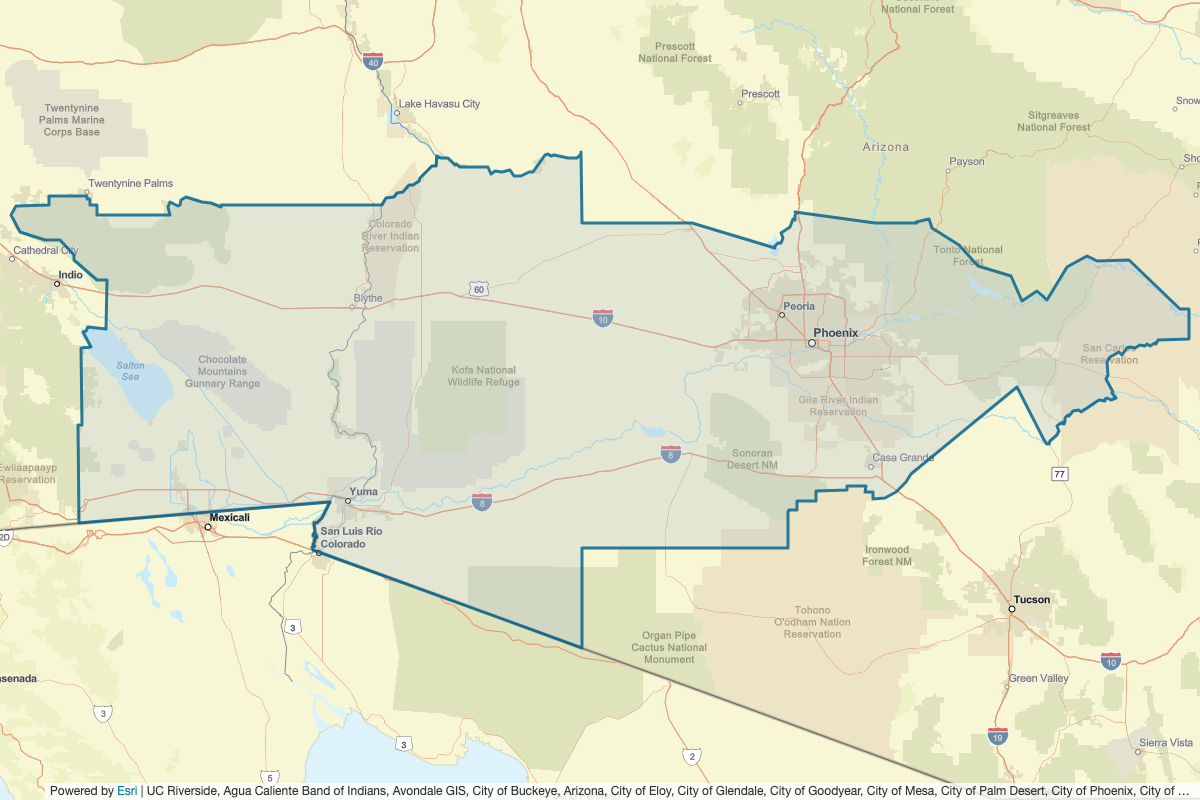 National Forest
40
Prescott
National Forest
Lake Havasu City
Prescott
Twentynine
Palms Marine
Corps Base
Sitgreaves
National Forest
Snow
Arizona
Payson
Sho
Twentynine Palms
Colorado
River Indian
Reservation
Cathedral City
Tonto National
Forest
Indio
60
Blythe
10
Peoria
Phoenix
Salton
Sea
Chocolate
Mountains
Gunnery Range
Kofa National
Wildlife Refuge
San Carlos
Reservation
Gila River Indian
Reservation
8
Sonoran
Desert NM
Casa Grande
Ewiiaapaayp
Reservation
77
Yuma
8
Mexicali
2D
San Luis Río
Colorado
Ironwood
Forest NM
Tucson
3
Tohono
O'odham Nation
Reservation
Organ Pipe
Cactus National
Monument
10
Green Valley
nsenada
3
3
19
Sierra Vista
2
5
Powered by Esri | UC Riverside, Agua Caliente Band of Indians, Avondale GIS, City of Buckeye, Arizona, City of Eloy, City of Glendale, City of Goodyear, City of Mesa, City of Palm Desert, City of Phoenix, City of ...